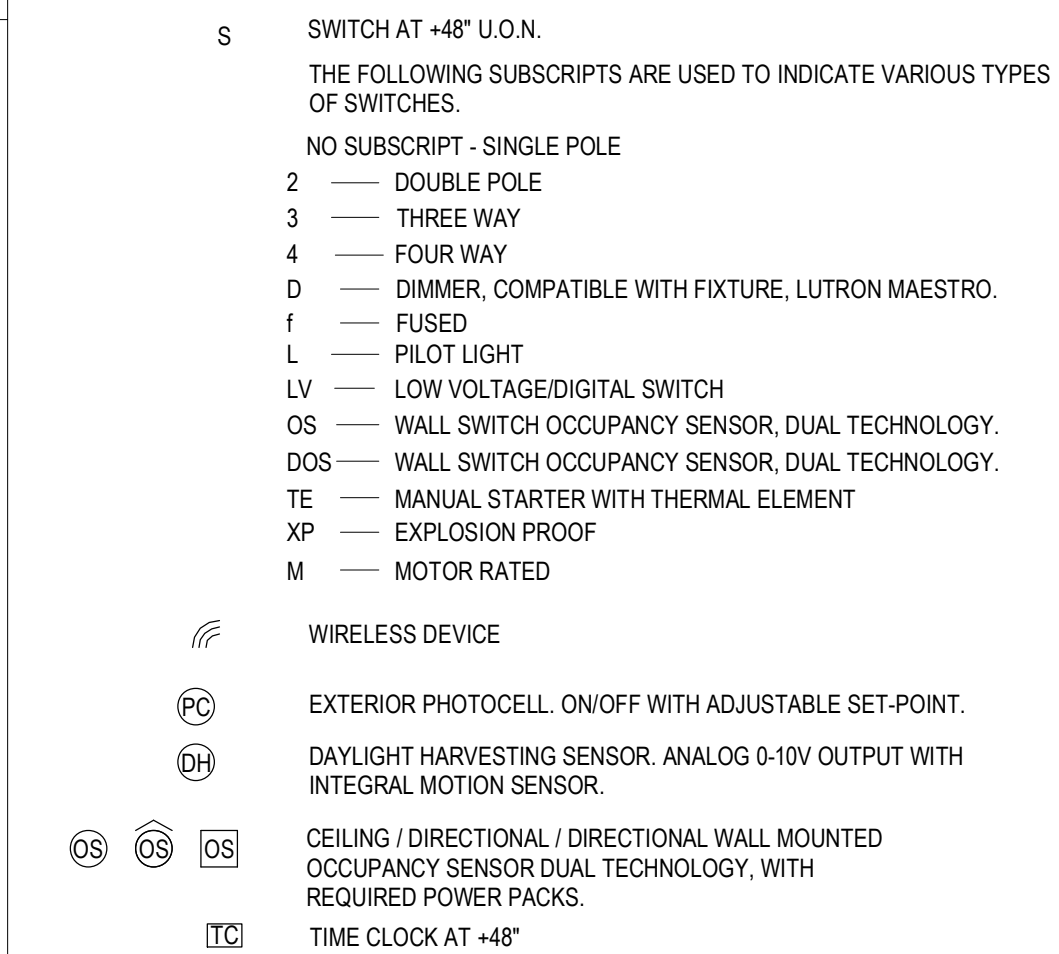 S SWITCH AT +48" U.O.N.
THE FOLLOWING SUBSCRIPTS ARE USED TO INDICATE VARIOUS TYPES
OF SWITCHES.
NO SUBSCRIPT - SINGLE POLE
2 —— DOUBLE POLE
3 —— THREE WAY
4 —— FOUR WAY
D —— DIMMER, COMPATIBLE WITH FIXTURE, LUTRON MAESTRO.
f —— FUSED
L —— PILOT LIGHT
LV —— LOW VOLTAGE/DIGITAL SWITCH
OS —— WALL SWITCH OCCUPANCY SENSOR, DUAL TECHNOLOGY.
DOS —— WALL SWITCH OCCUPANCY SENSOR, DUAL TECHNOLOGY.
TE —— MANUAL STARTER WITH THERMAL ELEMENT
XP —— EXPLOSION PROOF
M —— MOTOR RATED
WIRELESS DEVICE
PC EXTERIOR PHOTOCELL. ON/OFF WITH ADJUSTABLE SET-POINT.
DH DAYLIGHT HARVESTING SENSOR. ANALOG 0-10V OUTPUT WITH
INTEGRAL MOTION SENSOR.
OS OS OS CEILING / DIRECTIONAL / DIRECTIONAL WALL MOUNTED
OCCUPANCY SENSOR DUAL TECHNOLOGY, WITH
REQUIRED POWER PACKS.
TC TIME CLOCK AT +48"